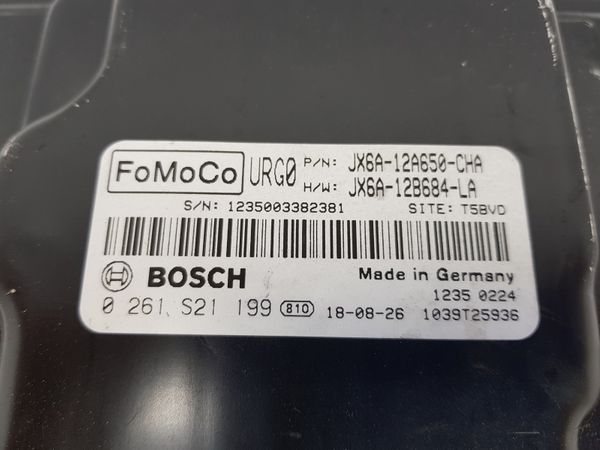 FoMoCo URG0 P/N: JX6A-12A650-CHA
H/W: JX6A-12B684-LA
S/N: 1235003382381 SITE: T5BVD
BOSCH Made in Germany
1235 0224
0 261 S21 199 810 18-08-26 1039T25936